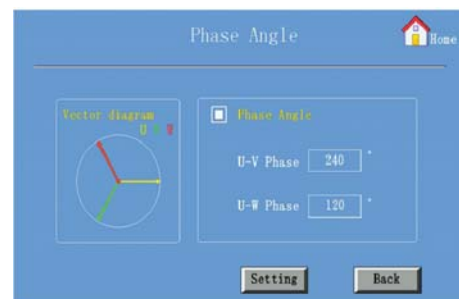 Phase Angle
Home
Vector diagram
U V W
Phase Angle
U-V Phase 240 °
U-W Phase 120 °
Setting
Back